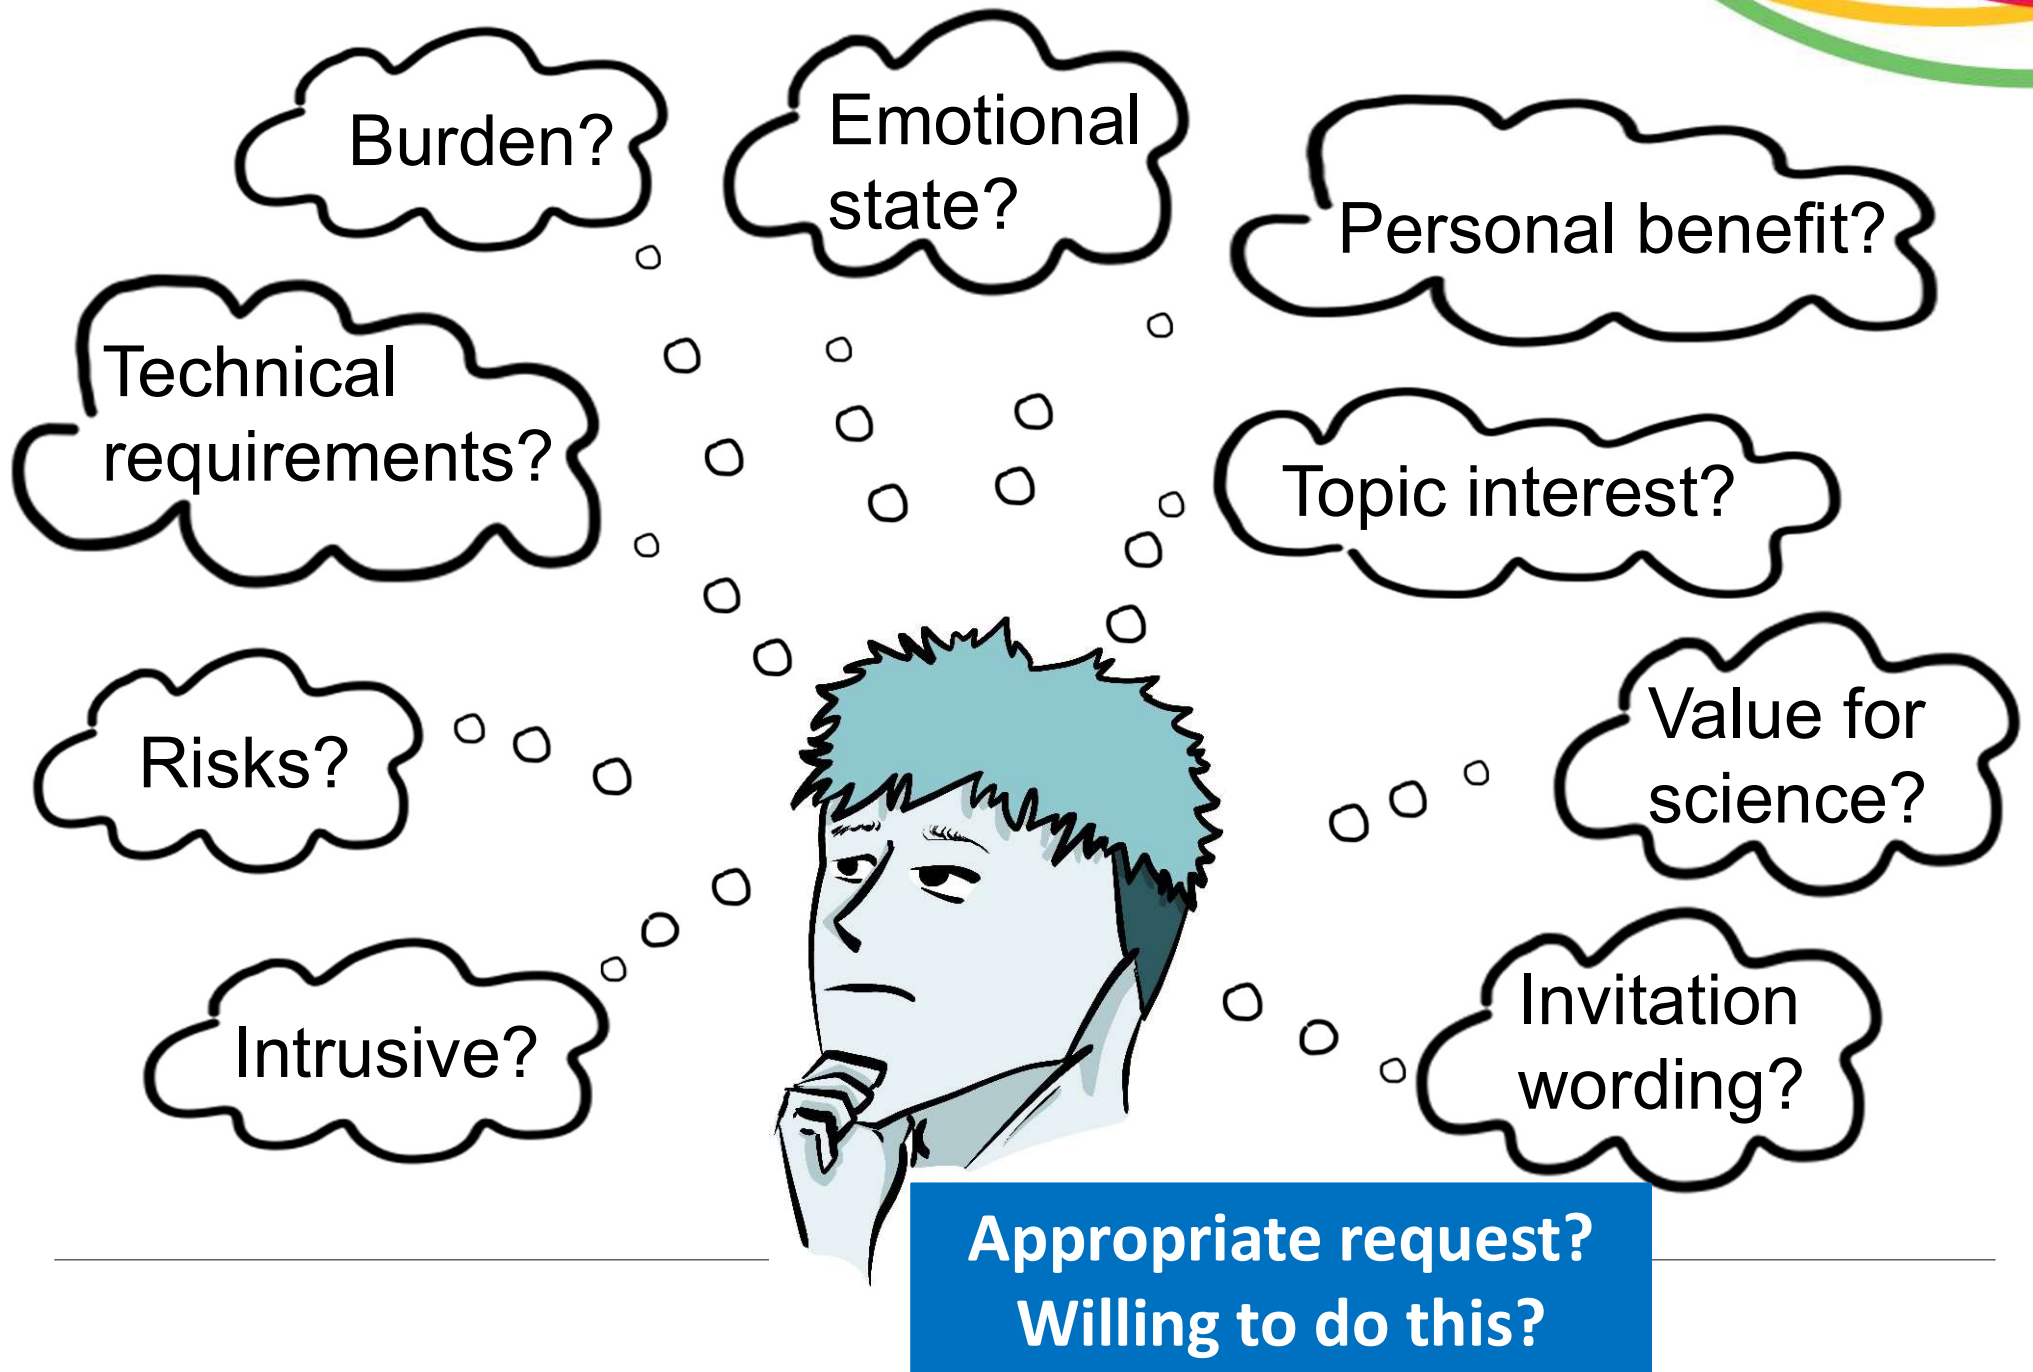 Burden?
Emotional
state?
Personal benefit?
Technical
requirements?
Topic interest?
Risks?
Value for
science?
Intrusive?
Invitation
wording?
Appropriate request?
Willing to do this?